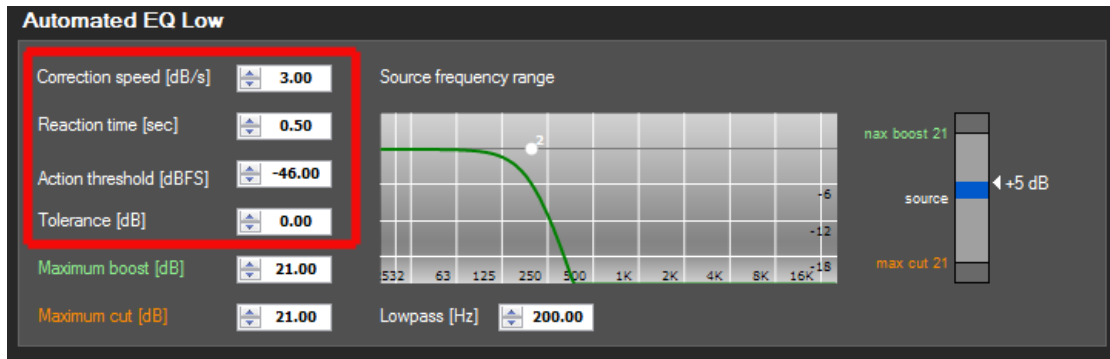 Automated EQ Low
Correction speed [dB/s] 3.00
Reaction time [sec] 0.50
Action threshold [dBFS] -46.00
Tolerance [dB] 0.00
Maximum boost [dB] 21.00
Maximum cut [dB] 21.00
Source frequency range
2
-6
-12
-18
532 63 125 250 500 1K 2K 4K 8K 16K
Lowpass [Hz] 200.00
nax boost 21
source +5 dB
max cut 21